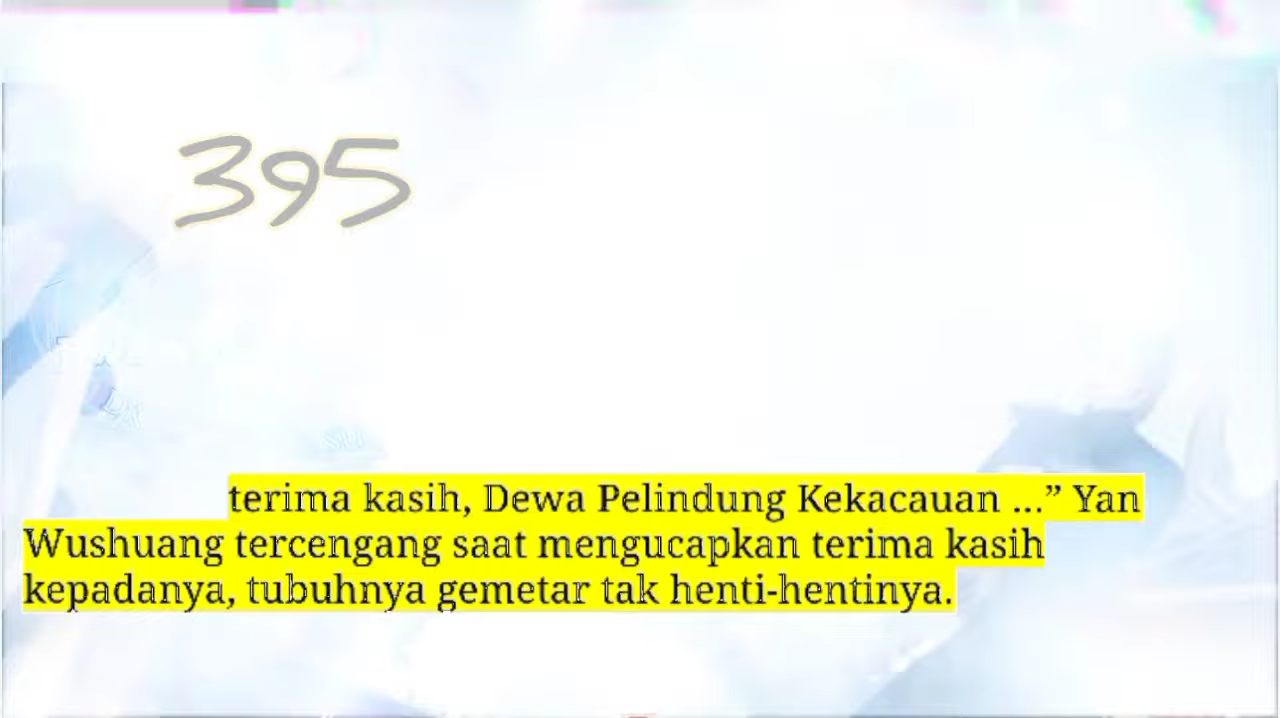 395
terima kasih, Dewa Pelindung Kekacauan ...” Yan
Wushuang tercengang saat mengucapkan terima kasih
kepadanya, tubuhnya gemetar tak henti-hentinya.